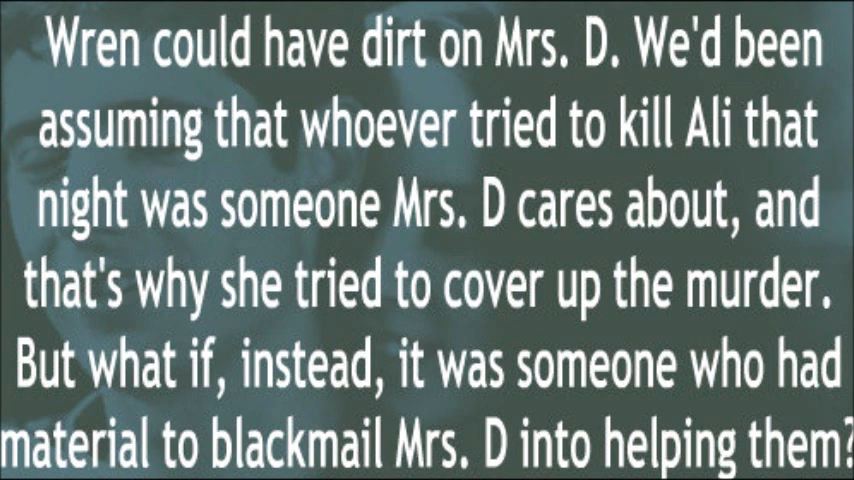 Wren could have dirt on Mrs. D. We'd been
assuming that whoever tried to kill Ali that
night was someone Mrs. D cares about, and
that's why she tried to cover up the murder.
But what if, instead, it was someone who had
material to blackmail Mrs. D into helping them?